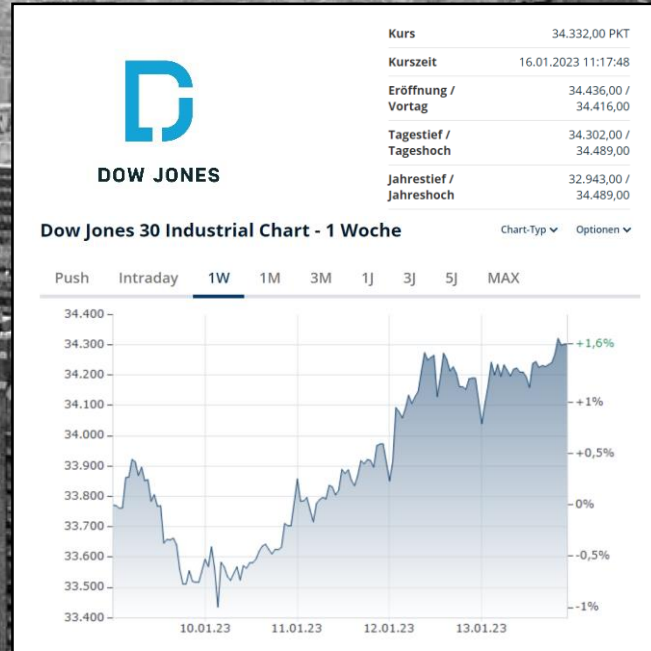 DOW JONES
Kurs 34.332,00 PKT
Kurszeit 16.01.2023 11:17:48
Eröffnung / 34.436,00 /
Vortag 34.416,00
Tagestief / 34.302,00 /
Tageshoch 34.489,00
Jahrestief / 32.943,00 /
Jahreshoch 34.489,00
Dow Jones 30 Industrial Chart - 1 Woche
Chart-Typ Optionen
Push Intraday 1W 1M 3M 1J 3J 5J MAX
34.400
34.300 +1,6%
34.200
34.100 +1%
34.000
33.900 +0,5%
33.800
33.700 0%
33.600
33.500 -0,5%
33.400 -1%
10.01.23 11.01.23 12.01.23 13.01.23